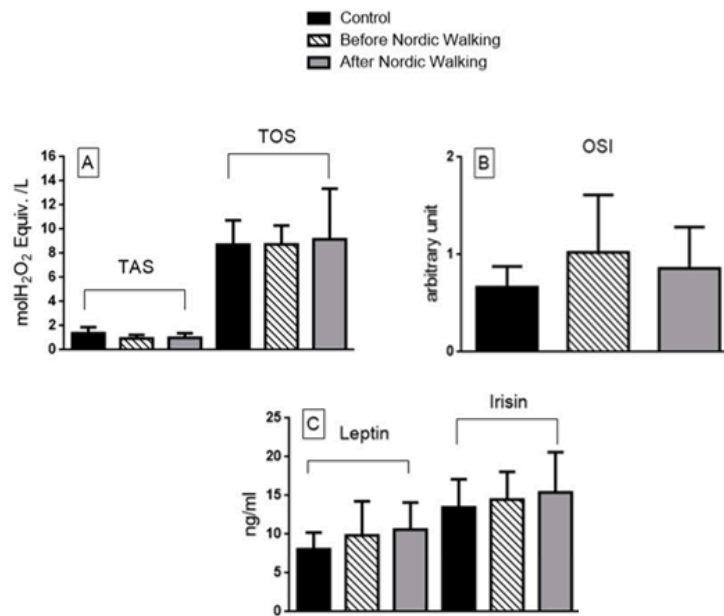 Control
Before Nordic Walking
After Nordic Walking
A
TOS
TAS
molH₂O₂ Equiv. /L
16
14
12
10
8
6
4
2
0
B
OSI
arbitrary unit
2
1
0
C
Leptin
Irisin
ng/ml
25
20
15
10
5
0